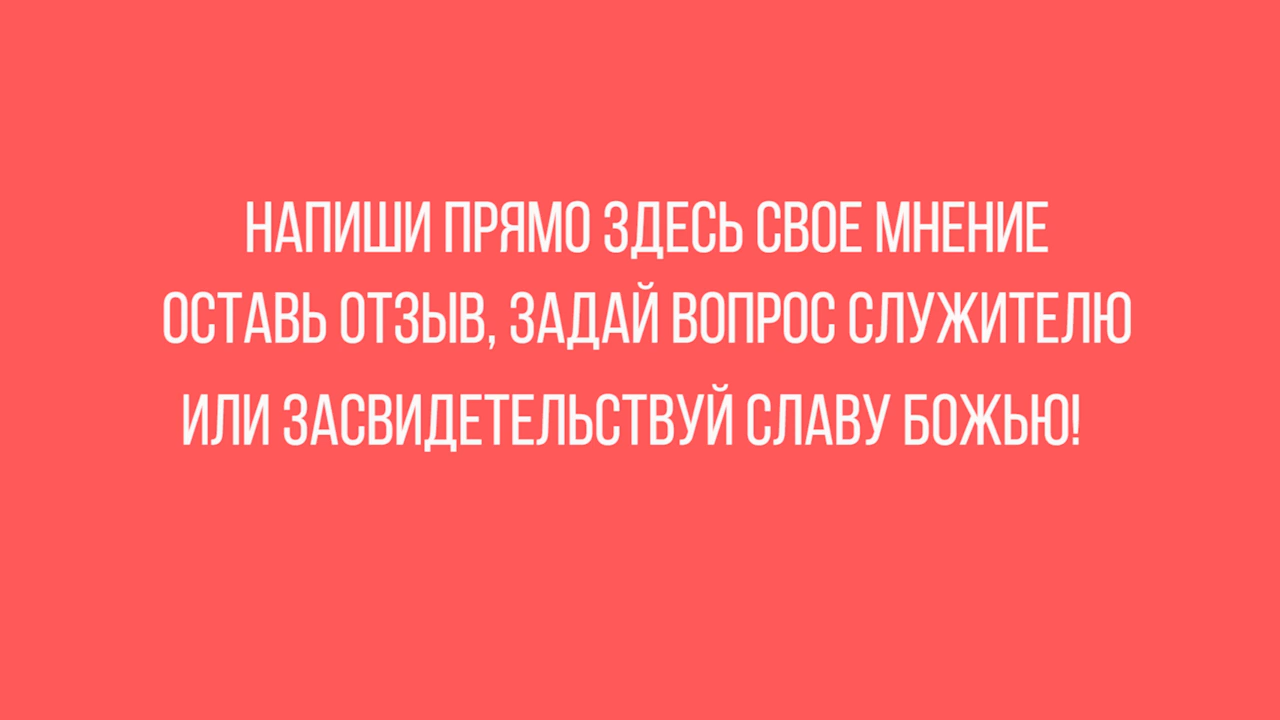 НАПИШИ ПРЯМО ЗДЕСЬ СВОЕ МНЕНИЕ
ОСТАВЬ ОТЗЫВ, ЗАДАЙ ВОПРОС СЛУЖИТЕЛЮ
ИЛИ ЗАСВИДЕТЕЛЬСТВУЙ СЛАВУ БОЖЬЮ!